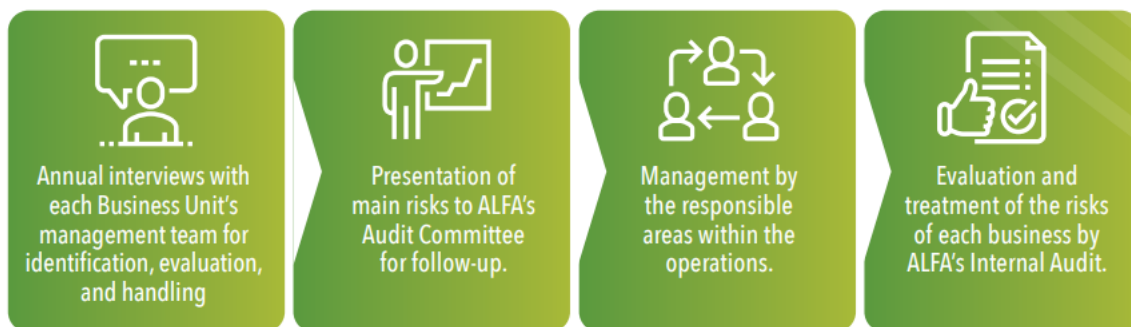 Annual interviews with
each Business Unit's
management team for
identification, evaluation,
and handling
Presentation of
main risks to ALFA's
Audit Committee
for follow-up.
Management by
the responsible
areas within the
operations.
Evaluation and
treatment of the risks
of each business by
ALFA's Internal Audit.